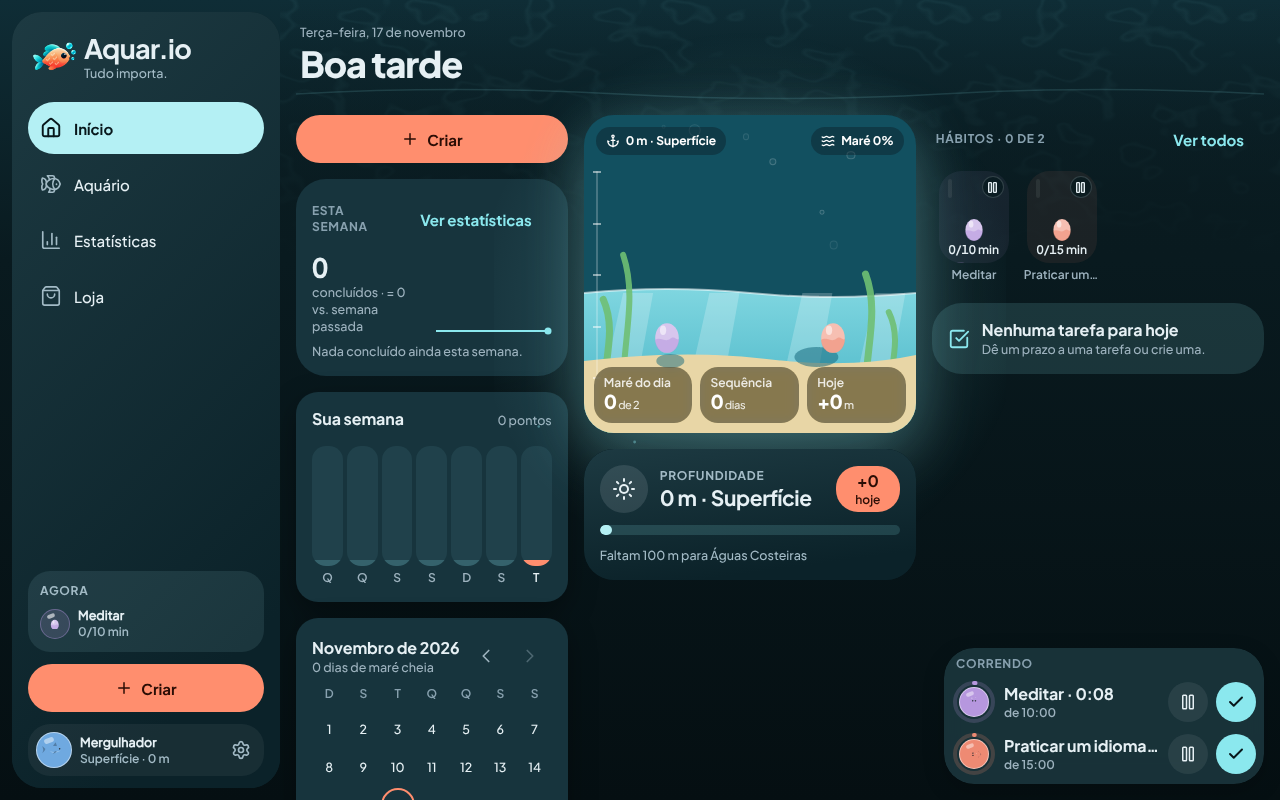 Aquar.io
Tudo importa.
Início
Aquário
Estatísticas
Loja
AGORA
Meditar
0/10 min
Criar
Mergulhador
Superfície · 0 m
Terça-feira, 17 de novembro
Boa tarde
Criar
ESTA
SEMANA
Ver estatísticas
0
concluídos · = 0
vs. semana
passada
Nada concluído ainda esta semana.
Sua semana
0 pontos
Q Q S S D S T
Novembro de 2026
0 dias de maré cheia
D S T Q Q S S
1 2 3 4 5 6 7
8 9 10 11 12 13 14
0 m · Superfície
Maré 0%
Maré do dia
0 de 2
Sequência
0 dias
Hoje
+0 m
PROFUNDIDADE
0 m · Superfície
+0
hoje
Faltam 100 m para Águas Costeiras
HÁBITOS · 0 DE 2
Ver todos
0/10 min
Meditar
0/15 min
Praticar um...
Nenhuma tarefa para hoje
Dê um prazo a uma tarefa ou crie uma.
CORRENDO
Meditar · 0:08
de 10:00
Praticar um idioma...
de 15:00